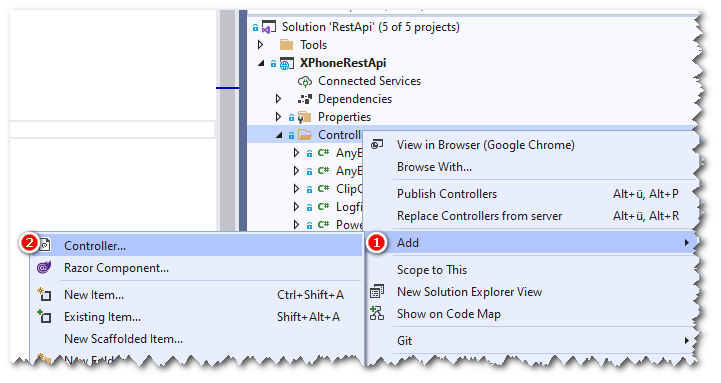 Solution 'RestApi' (5 of 5 projects)
Tools
XPhoneRestApi
Connected Services
Dependencies
Properties
Controll
C# AnyB
C# AnyB
C# ClipC
C# Logfi
C# Powe
View in Browser (Google Chrome)
Browse With...
Publish Controllers Alt+ü, Alt+P
Replace Controllers from server Alt+ü, Alt+R
1 Add
Scope to This
New Solution Explorer View
Show on Code Map
Git
2 Controller...
Razor Component...
New Item... Ctrl+Shift+A
Existing Item... Shift+Alt+A
New Scaffolded Item...
New